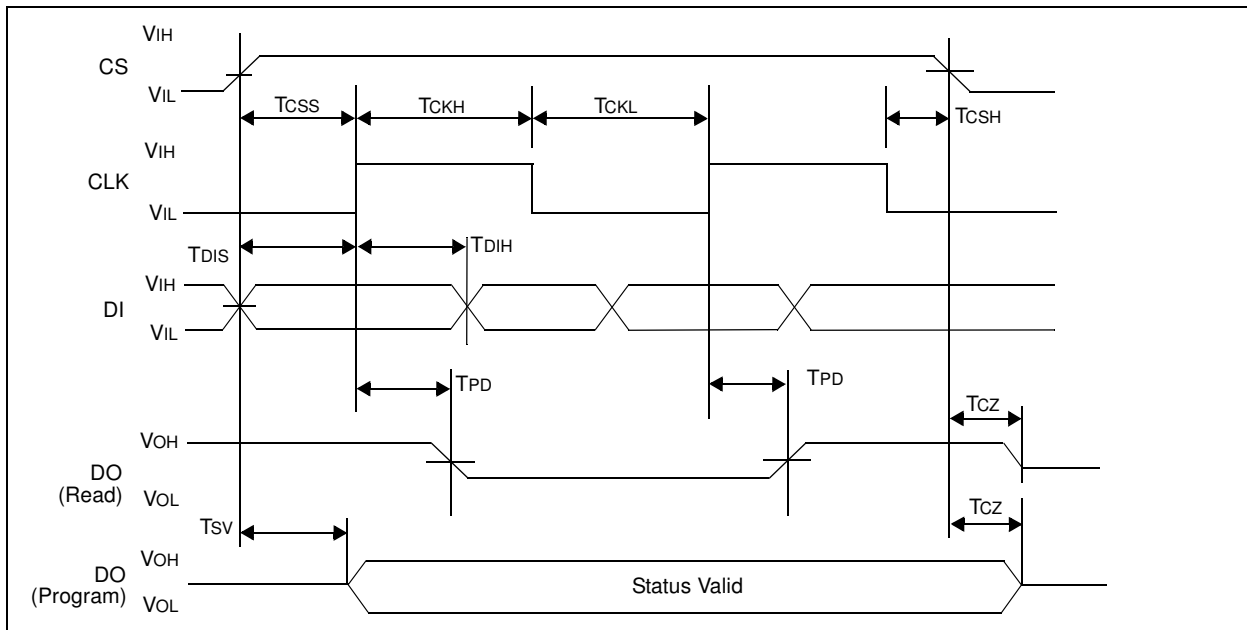 VIH
CS
VIL
TCSS
TCKH
TCKL
TCSH
VIH
CLK
VIL
TDIS
TDIH
VIH
DI
VIL
TPD
TPD
TCZ
VOH
DO
(Read)
VOL
TSV
TCZ
VOH
DO
(Program)
VOL
Status Valid